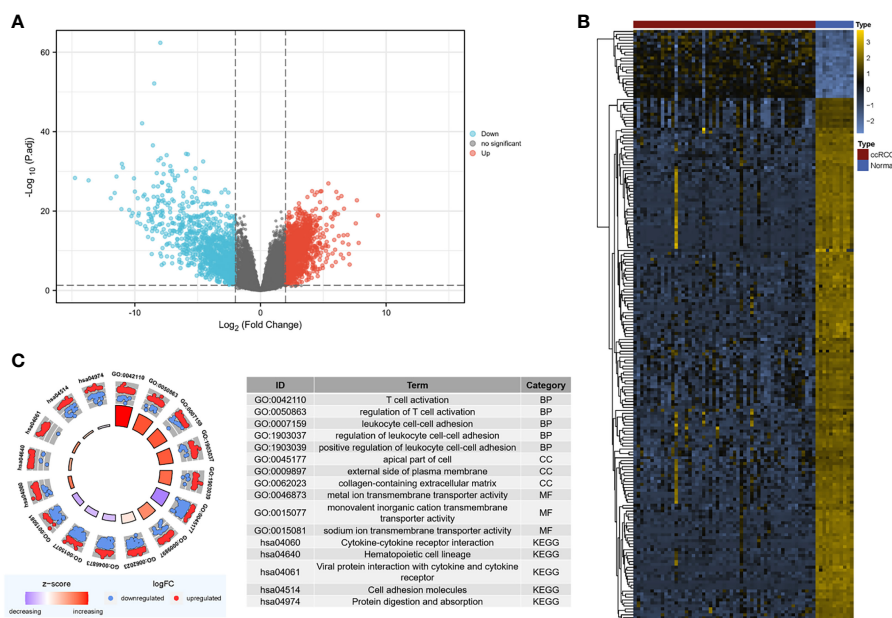 A
60
40
20
0
-Log 10 (P.adj)
-10
0
10
Log2 (Fold Change)
Down
no significant
Up
B
Type
3
2
1
0
-1
-2
Type
ccRCC
Norma
C
GO:0042110
GO:0050863
GO:0007159
GO:1903037
GO:1903039
GO:0045177
GO:0009897
GO:0062023
GO:0046873
GO:0015077
GO:0015081
hsa04060
hsa04640
hsa04061
hsa04514
hsa04974
z-score
decreasing
increasing
logFC
downregulated
upregulated
ID Term Category
GO:0042110 T cell activation BP
GO:0050863 regulation of T cell activation BP
GO:0007159 leukocyte cell-cell adhesion BP
GO:1903037 regulation of leukocyte cell-cell adhesion BP
GO:1903039 positive regulation of leukocyte cell-cell adhesion BP
GO:0045177 apical part of cell CC
GO:0009897 external side of plasma membrane CC
GO:0062023 collagen-containing extracellular matrix CC
GO:0046873 metal ion transmembrane transporter activity MF
GO:0015077 monovalent inorganic cation transmembrane
transporter activity MF
GO:0015081 sodium ion transmembrane transporter activity MF
hsa04060 Cytokine-cytokine receptor interaction KEGG
hsa04640 Hematopoietic cell lineage KEGG
hsa04061 Viral protein interaction with cytokine and cytokine
receptor KEGG
hsa04514 Cell adhesion molecules KEGG
hsa04974 Protein digestion and absorption KEGG